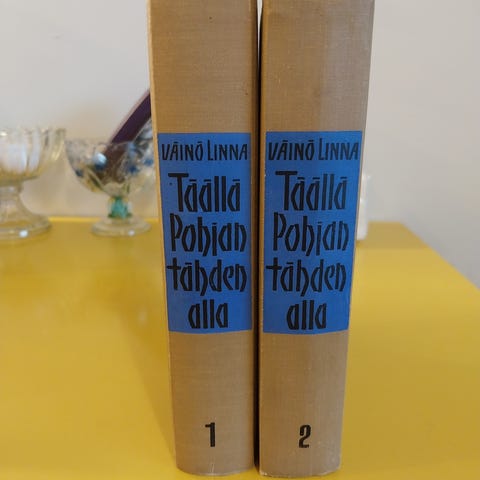 VÄINÖ LINNA
Täällä
Pohjan
tähden
alla
1
VÄINÖ LINNA
Täällä
Pohjan
tähden
alla
2